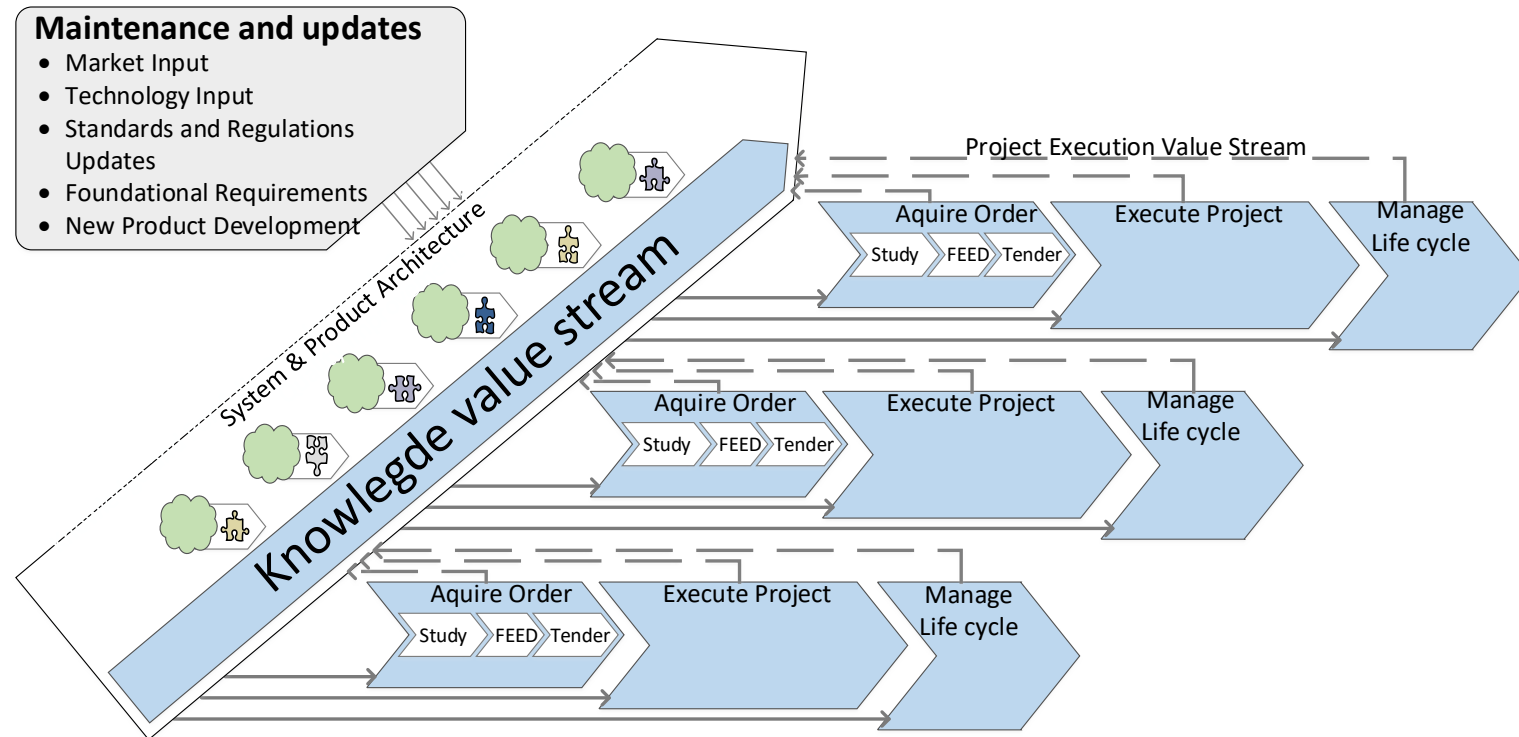 Maintenance and updates
• Market Input
• Technology Input
• Standards and Regulations
Updates
• Foundational Requirements
• New Product Development
System & Product Architecture
Knowlegde value stream
Project Execution Value Stream
Aquire Order
Study
FEED
Tender
Execute Project
Manage
Life cycle
Aquire Order
Study
FEED
Tender
Execute Project
Manage
Life cycle
Aquire Order
Study
FEED
Tender
Execute Project
Manage
Life cycle